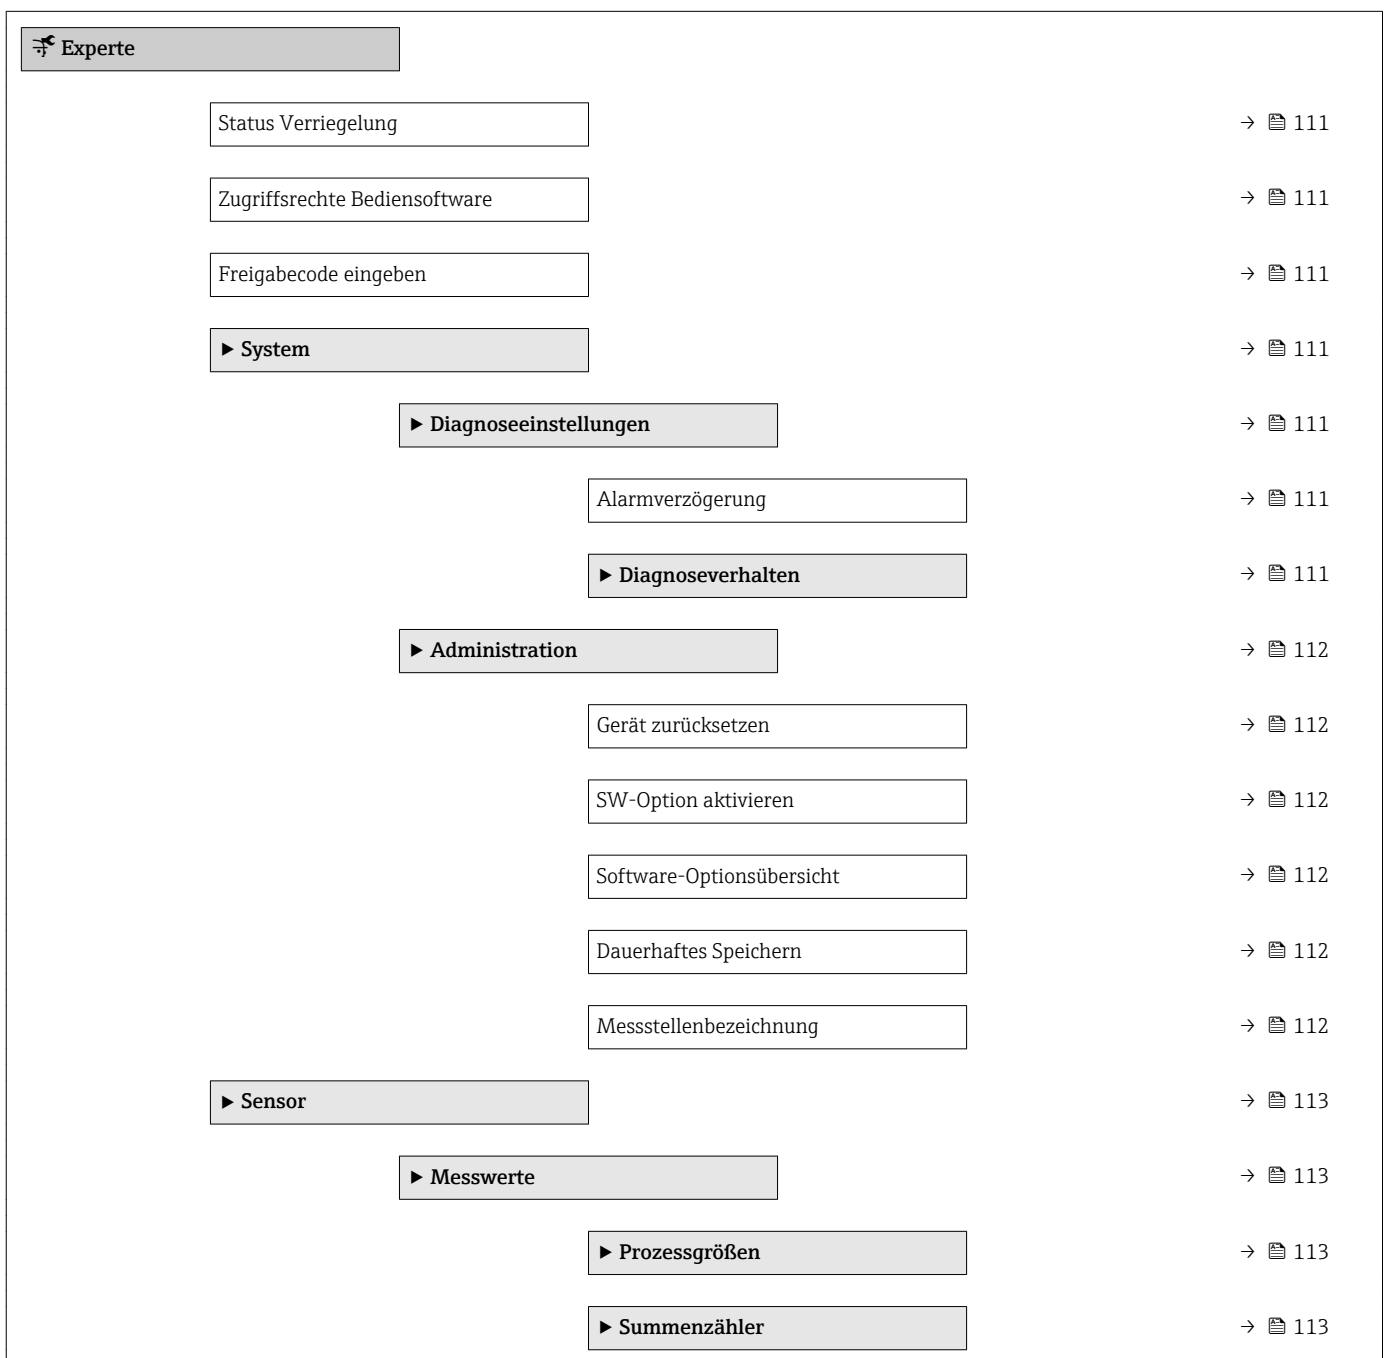 Experte
Status Verriegelung → 111
Zugriffsrechte Bediensoftware → 111
Freigabecode eingeben → 111
▶ System → 111
▶ Diagnoseeinstellungen → 111
Alarmverzögerung → 111
▶ Diagnoseverhalten → 111
▶ Administration → 112
Gerät zurücksetzen → 112
SW-Option aktivieren → 112
Software-Optionsübersicht → 112
Dauerhaftes Speichern → 112
Messstellenbezeichnung → 112
▶ Sensor → 113
▶ Messwerte → 113
▶ Prozessgrößen → 113
▶ Summenzähler → 113